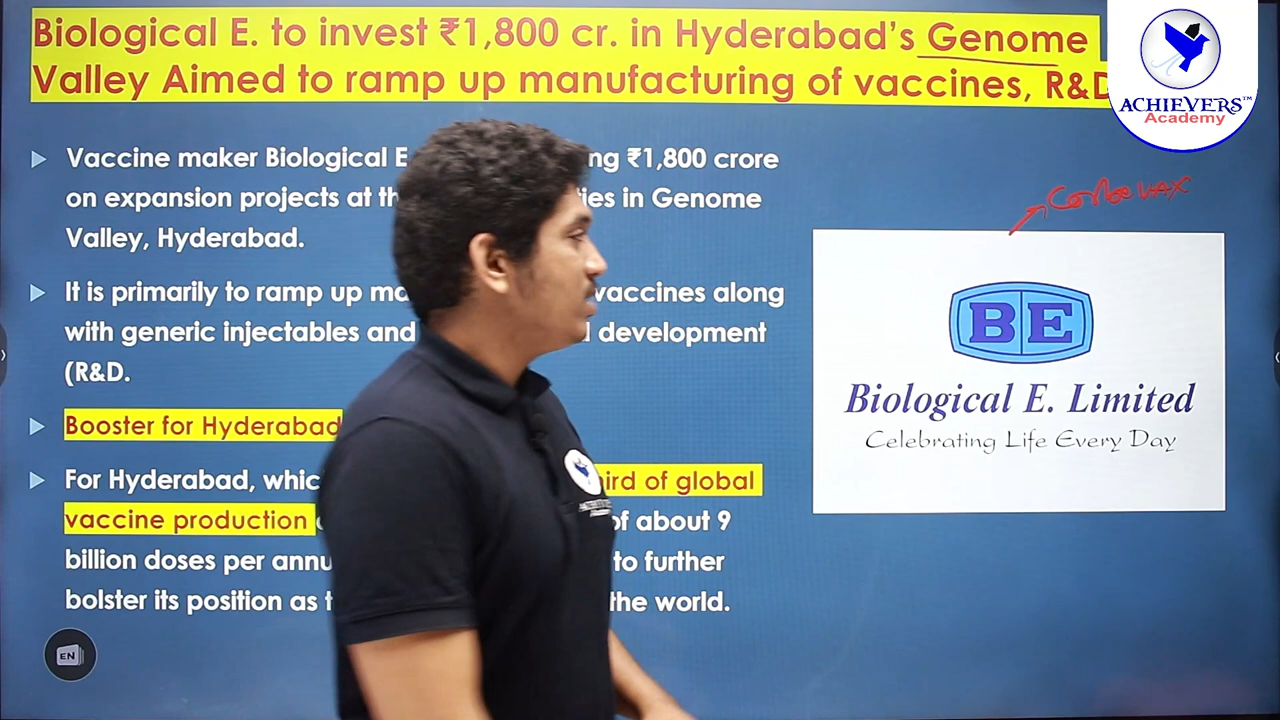 Biological E. to invest ₹1,800 cr. in Hyderabad's Genome
Valley Aimed to ramp up manufacturing of vaccines, R&D
ACHIEVERS™
Academy
Vaccine maker Biological E ng ₹1,800 crore
on expansion projects at th ies in Genome
Valley, Hyderabad.
It is primarily to ramp up ma vaccines along
with generic injectables and development
(R&D.
Booster for Hyderabad
For Hyderabad, whic ird of global
vaccine production of about 9
billion doses per annu to further
bolster its position as t the world.
EN
CorbeVAX
BE
Biological E. Limited
Celebrating Life Every Day